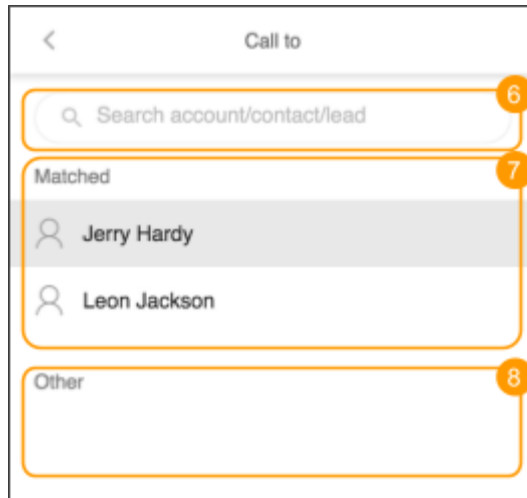 Call to
6
Search account/contact/lead
7
Matched
Jerry Hardy
Leon Jackson
8
Other